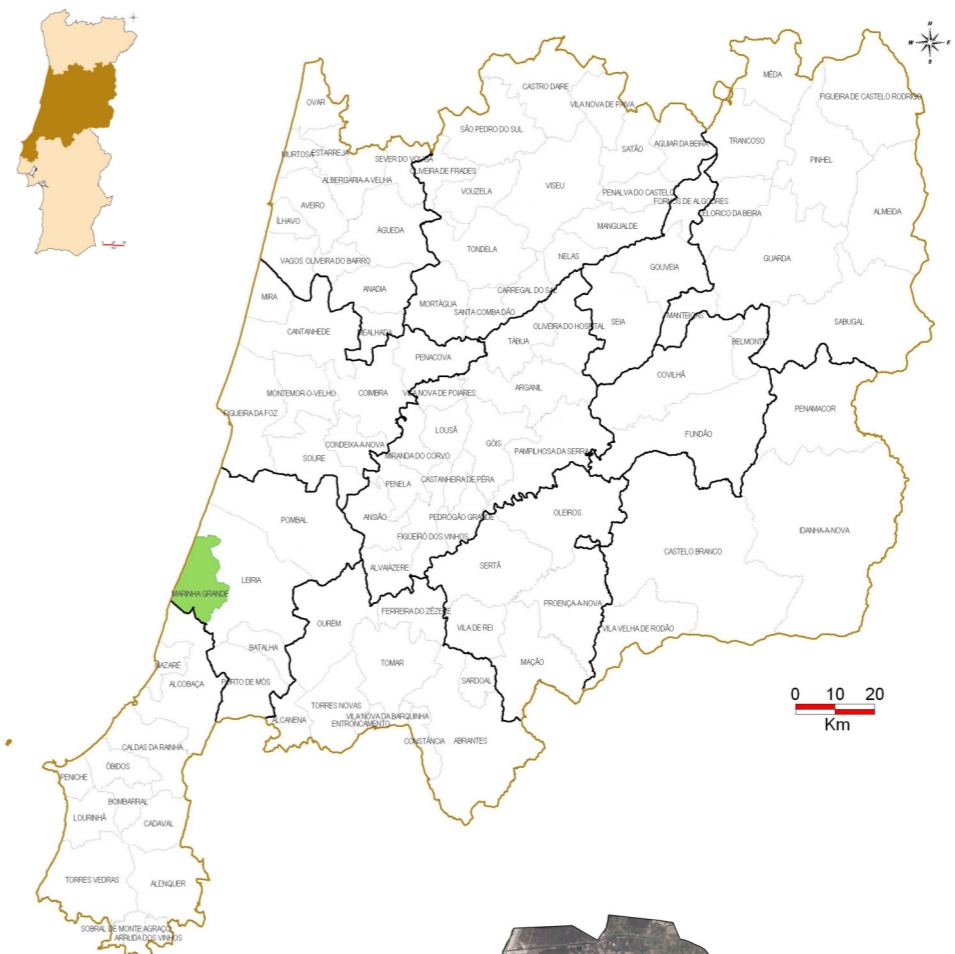 N
W E
S
MÊDA
CASTRO DAIRE
FIGUEIRA DE CASTELO RODRIGO
OVAR
VILA NOVA DE PAIVA
SÃO PEDRO DO SUL
TRANCOSO
AGUIAR DA BEIRA
SATÃO
MURTOSA
ESTARREJA
SEVER DO VOUGA
PINHEL
OLIVEIRA DE FRADES
ALBERGARIA-A-VELHA
VISEU
VOUZELA
PENALVA DO CASTELO
FORNOS DE ALGODRES
AVEIRO
CELORICO DA BEIRA
ALMEIDA
ÍLHAVO
ÁGUEDA
MANGUALDE
TONDELA
NELAS
GUARDA
VAGOS
OLIVEIRA DO BAIRRO
GOUVEIA
ANADIA
CARREGAL DO SAL
MIRA
MORTÁGUA
SANTA COMBA DÃO
MANTEIGAS
SEIA
SABUGAL
CANTANHEDE
MEALHADA
OLIVEIRA DO HOSPITAL
TÁBUA
BELMONTE
PENACOVA
COVILHÃ
ARGANIL
MONTEMOR-O-VELHO
COIMBRA
VILA NOVA DE POIARES
PENAMACOR
FIGUEIRA DA FOZ
LOUSÃ
FUNDÃO
CONDEIXA-A-NOVA
GÓIS
PAMPILHOSA DA SERRA
SOURE
MIRANDA DO CORVO
CASTANHEIRA DE PÊRA
PENELA
OLEIROS
POMBAL
ANSIÃO
PEDRÓGÃO GRANDE
IDANHA-A-NOVA
FIGUEIRÓ DOS VINHOS
CASTELO BRANCO
ALVAIÁZERE
SERTÃ
LEIRIA
MARINHA GRANDE
PROENÇA-A-NOVA
FERREIRA DO ZÊZERE
OURÉM
VILA DE REI
VILA VELHA DE RODÃO
BATALHA
TOMAR
MAÇÃO
NAZARÉ
PORTO DE MÓS
SARDOAL
ALCOBAÇA
0 10 20
Km
TORRES NOVAS
VILA NOVA DA BARQUINHA
ALCANENA
ENTRONCAMENTO
CONSTÂNCIA
ABRANTES
CALDAS DA RAINHA
ÓBIDOS
PENICHE
BOMBARRAL
LOURINHÃ
CADAVAL
TORRES VEDRAS
ALENQUER
SOBRAL DE MONTE AGRAÇO
ARRUDA DOS VINHOS